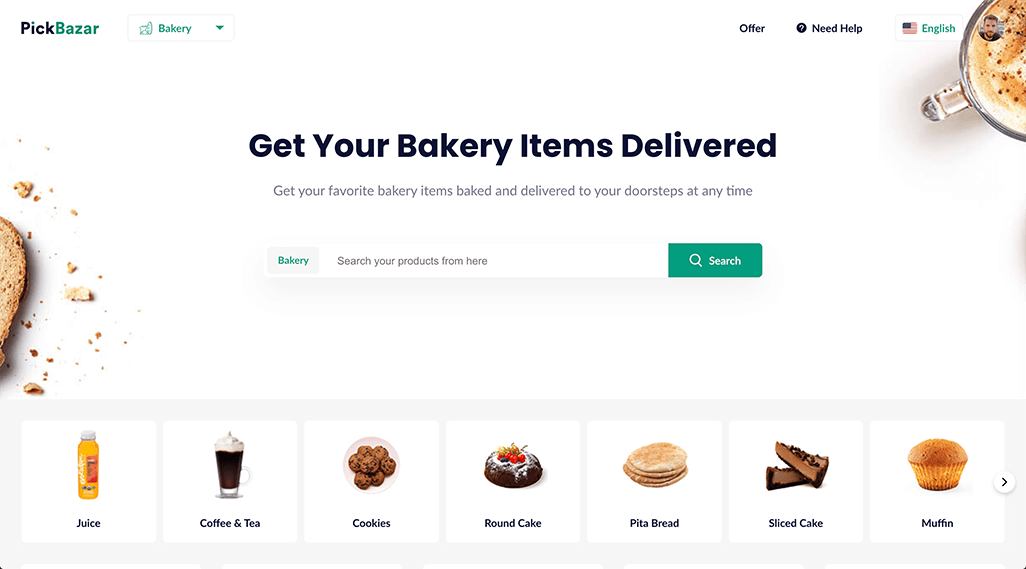 PickBazar
Bakery
Offer
Need Help
English
Get Your Bakery Items Delivered
Get your favorite bakery items baked and delivered to your doorsteps at any time
Bakery
Search your products from here
Search
Juice
Coffee & Tea
Cookies
Round Cake
Pita Bread
Sliced Cake
Muffin